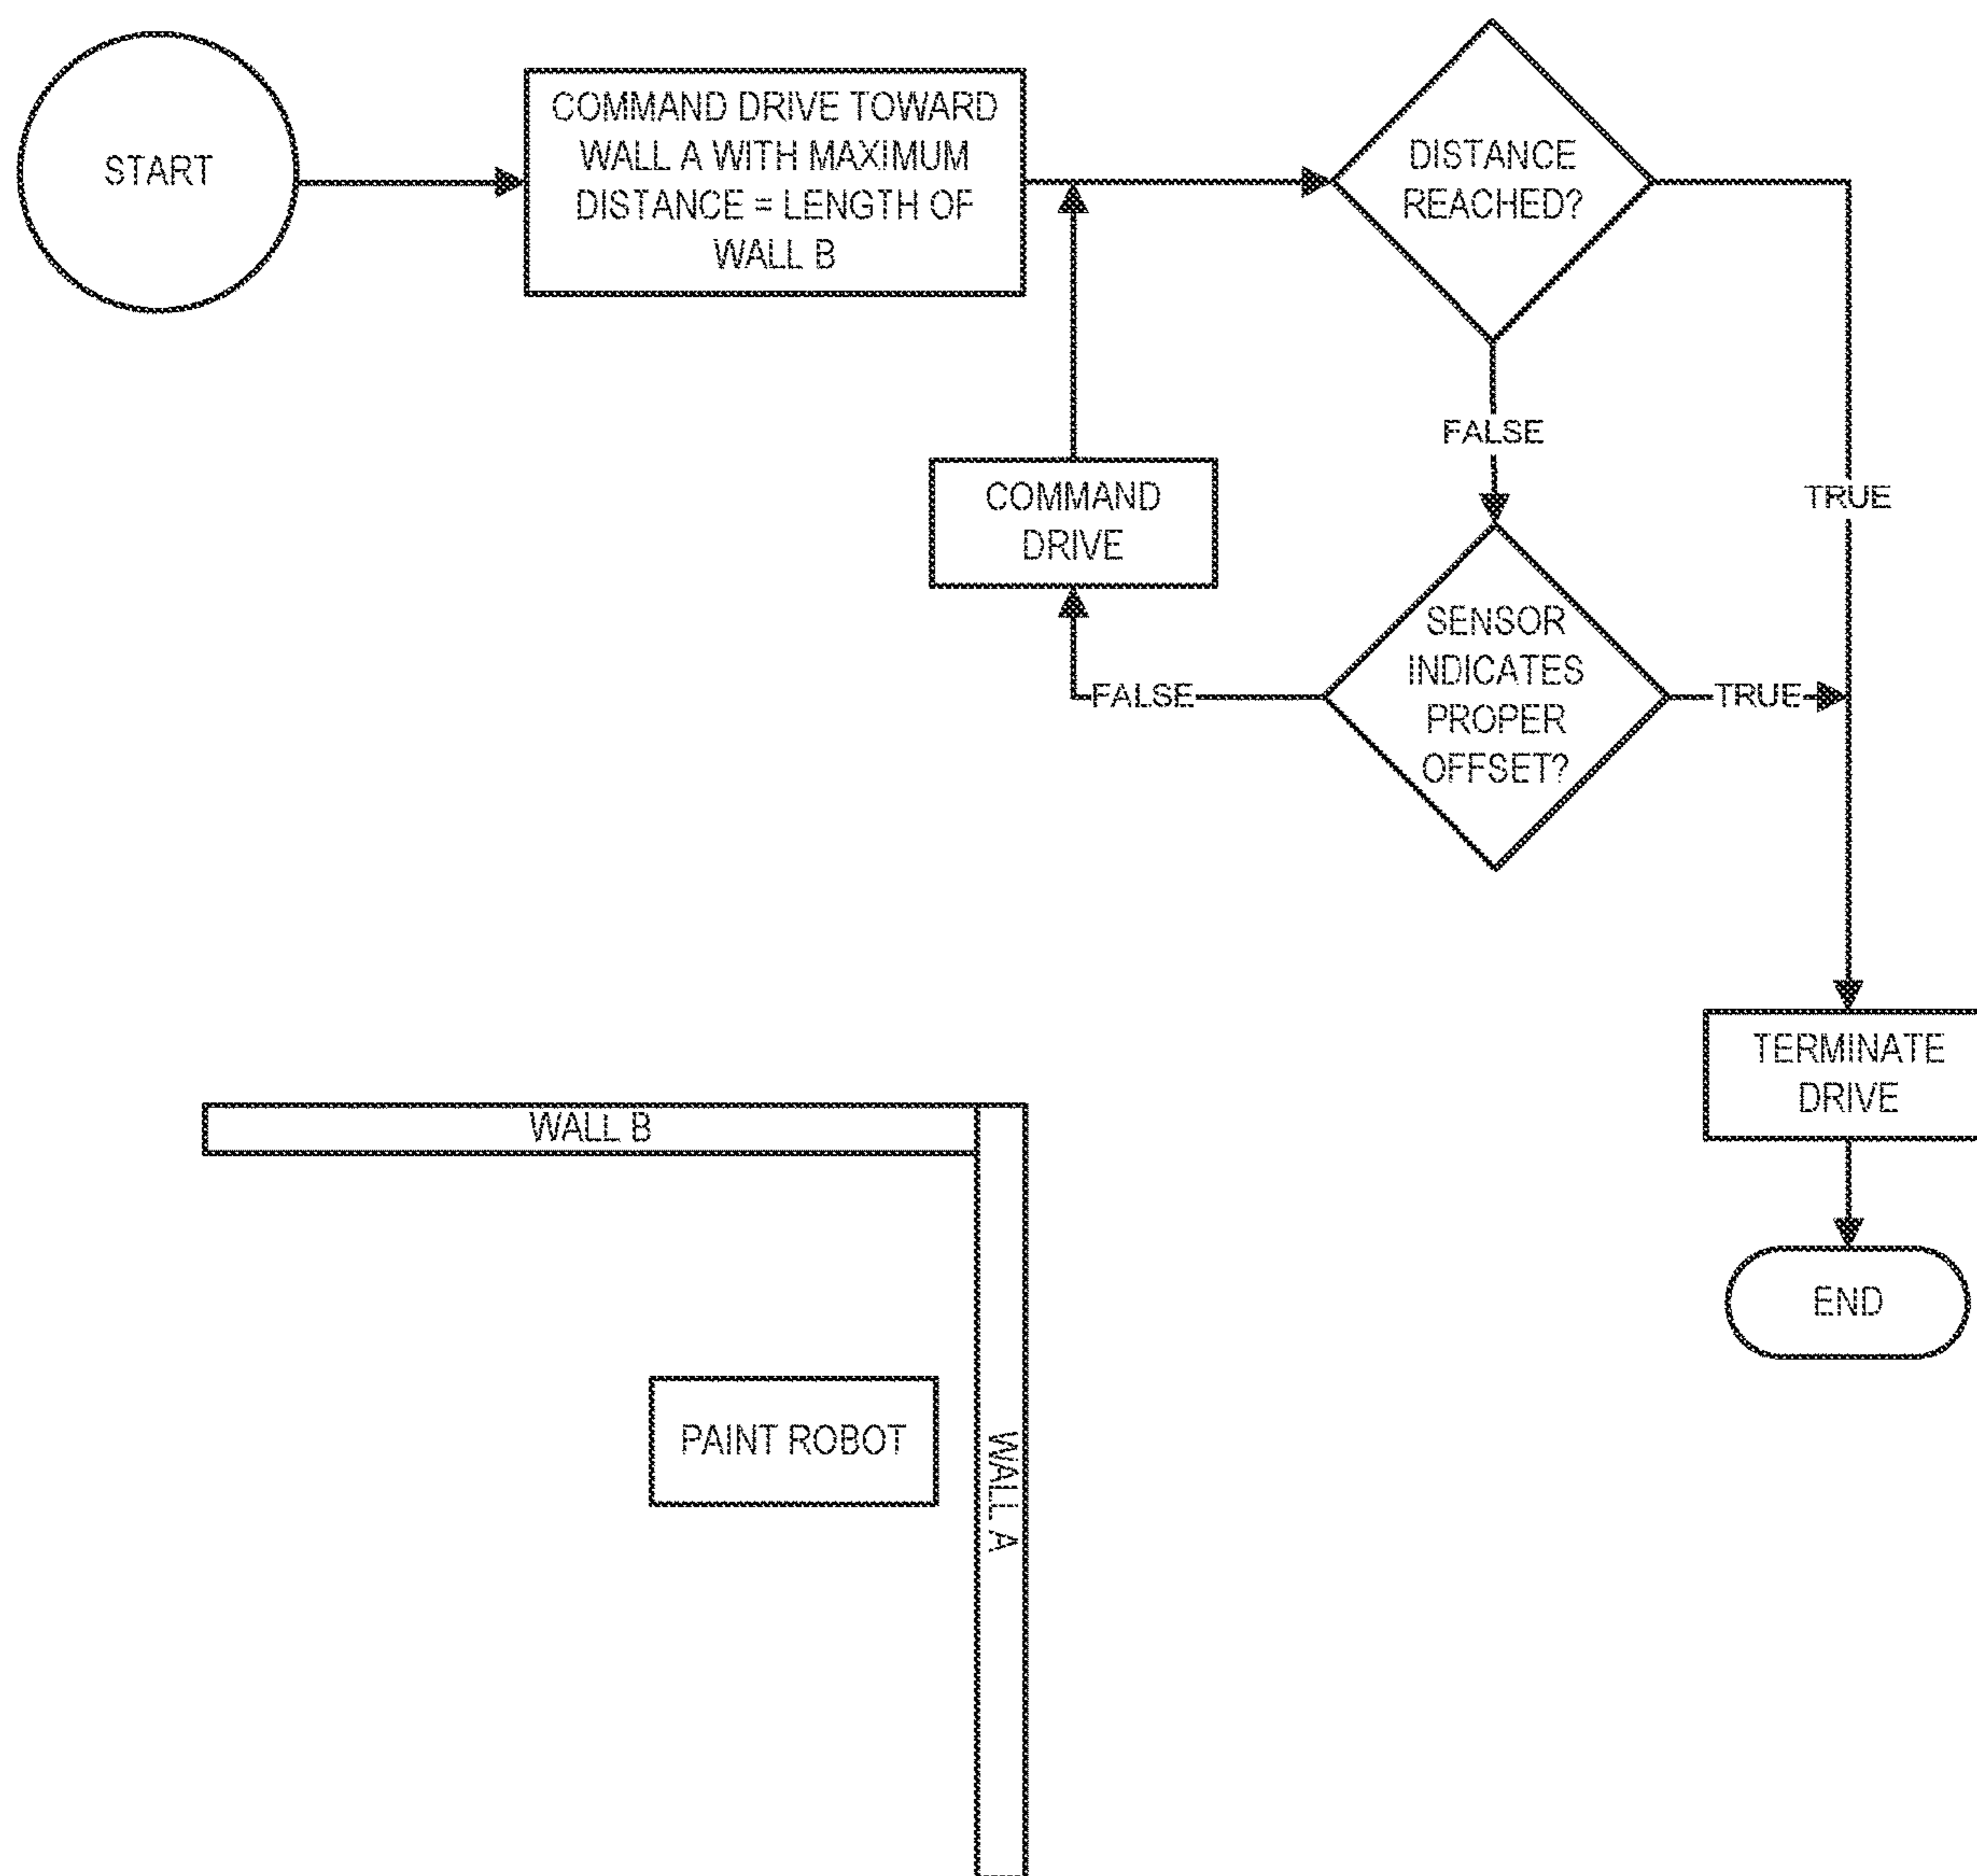 START
COMMAND DRIVE TOWARD
WALL A WITH MAXIMUM
DISTANCE = LENGTH OF
WALL B
DISTANCE
REACHED?
FALSE
TRUE
COMMAND
DRIVE
SENSOR
INDICATES
PROPER
OFFSET?
FALSE
TRUE
TERMINATE
DRIVE
END
WALL B
PAINT ROBOT
WALL A